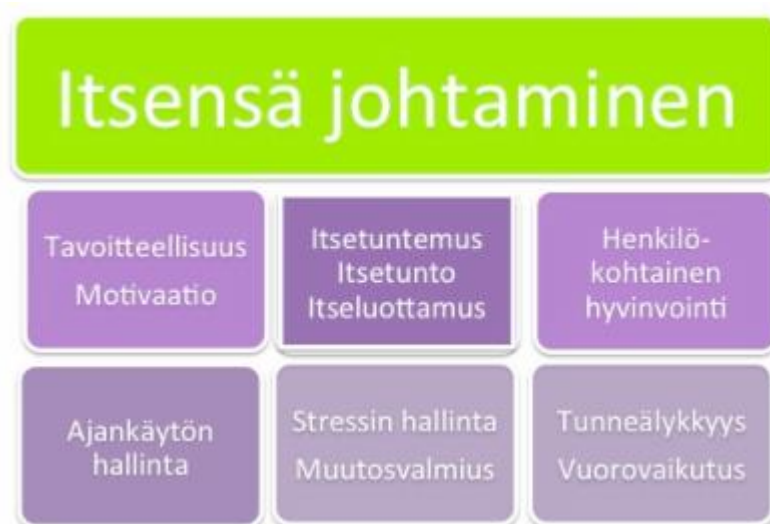 Itsensä johtaminen
Tavoitteellisuus
Motivaatio
Itsetuntemus
Itsetunto
Itseluottamus
Henkilö-
kohtainen
hyvinvointi
Ajankäytön
hallinta
Stressin hallinta
Muutosvalmius
Tunneälykkyys
Vuorovaikutus